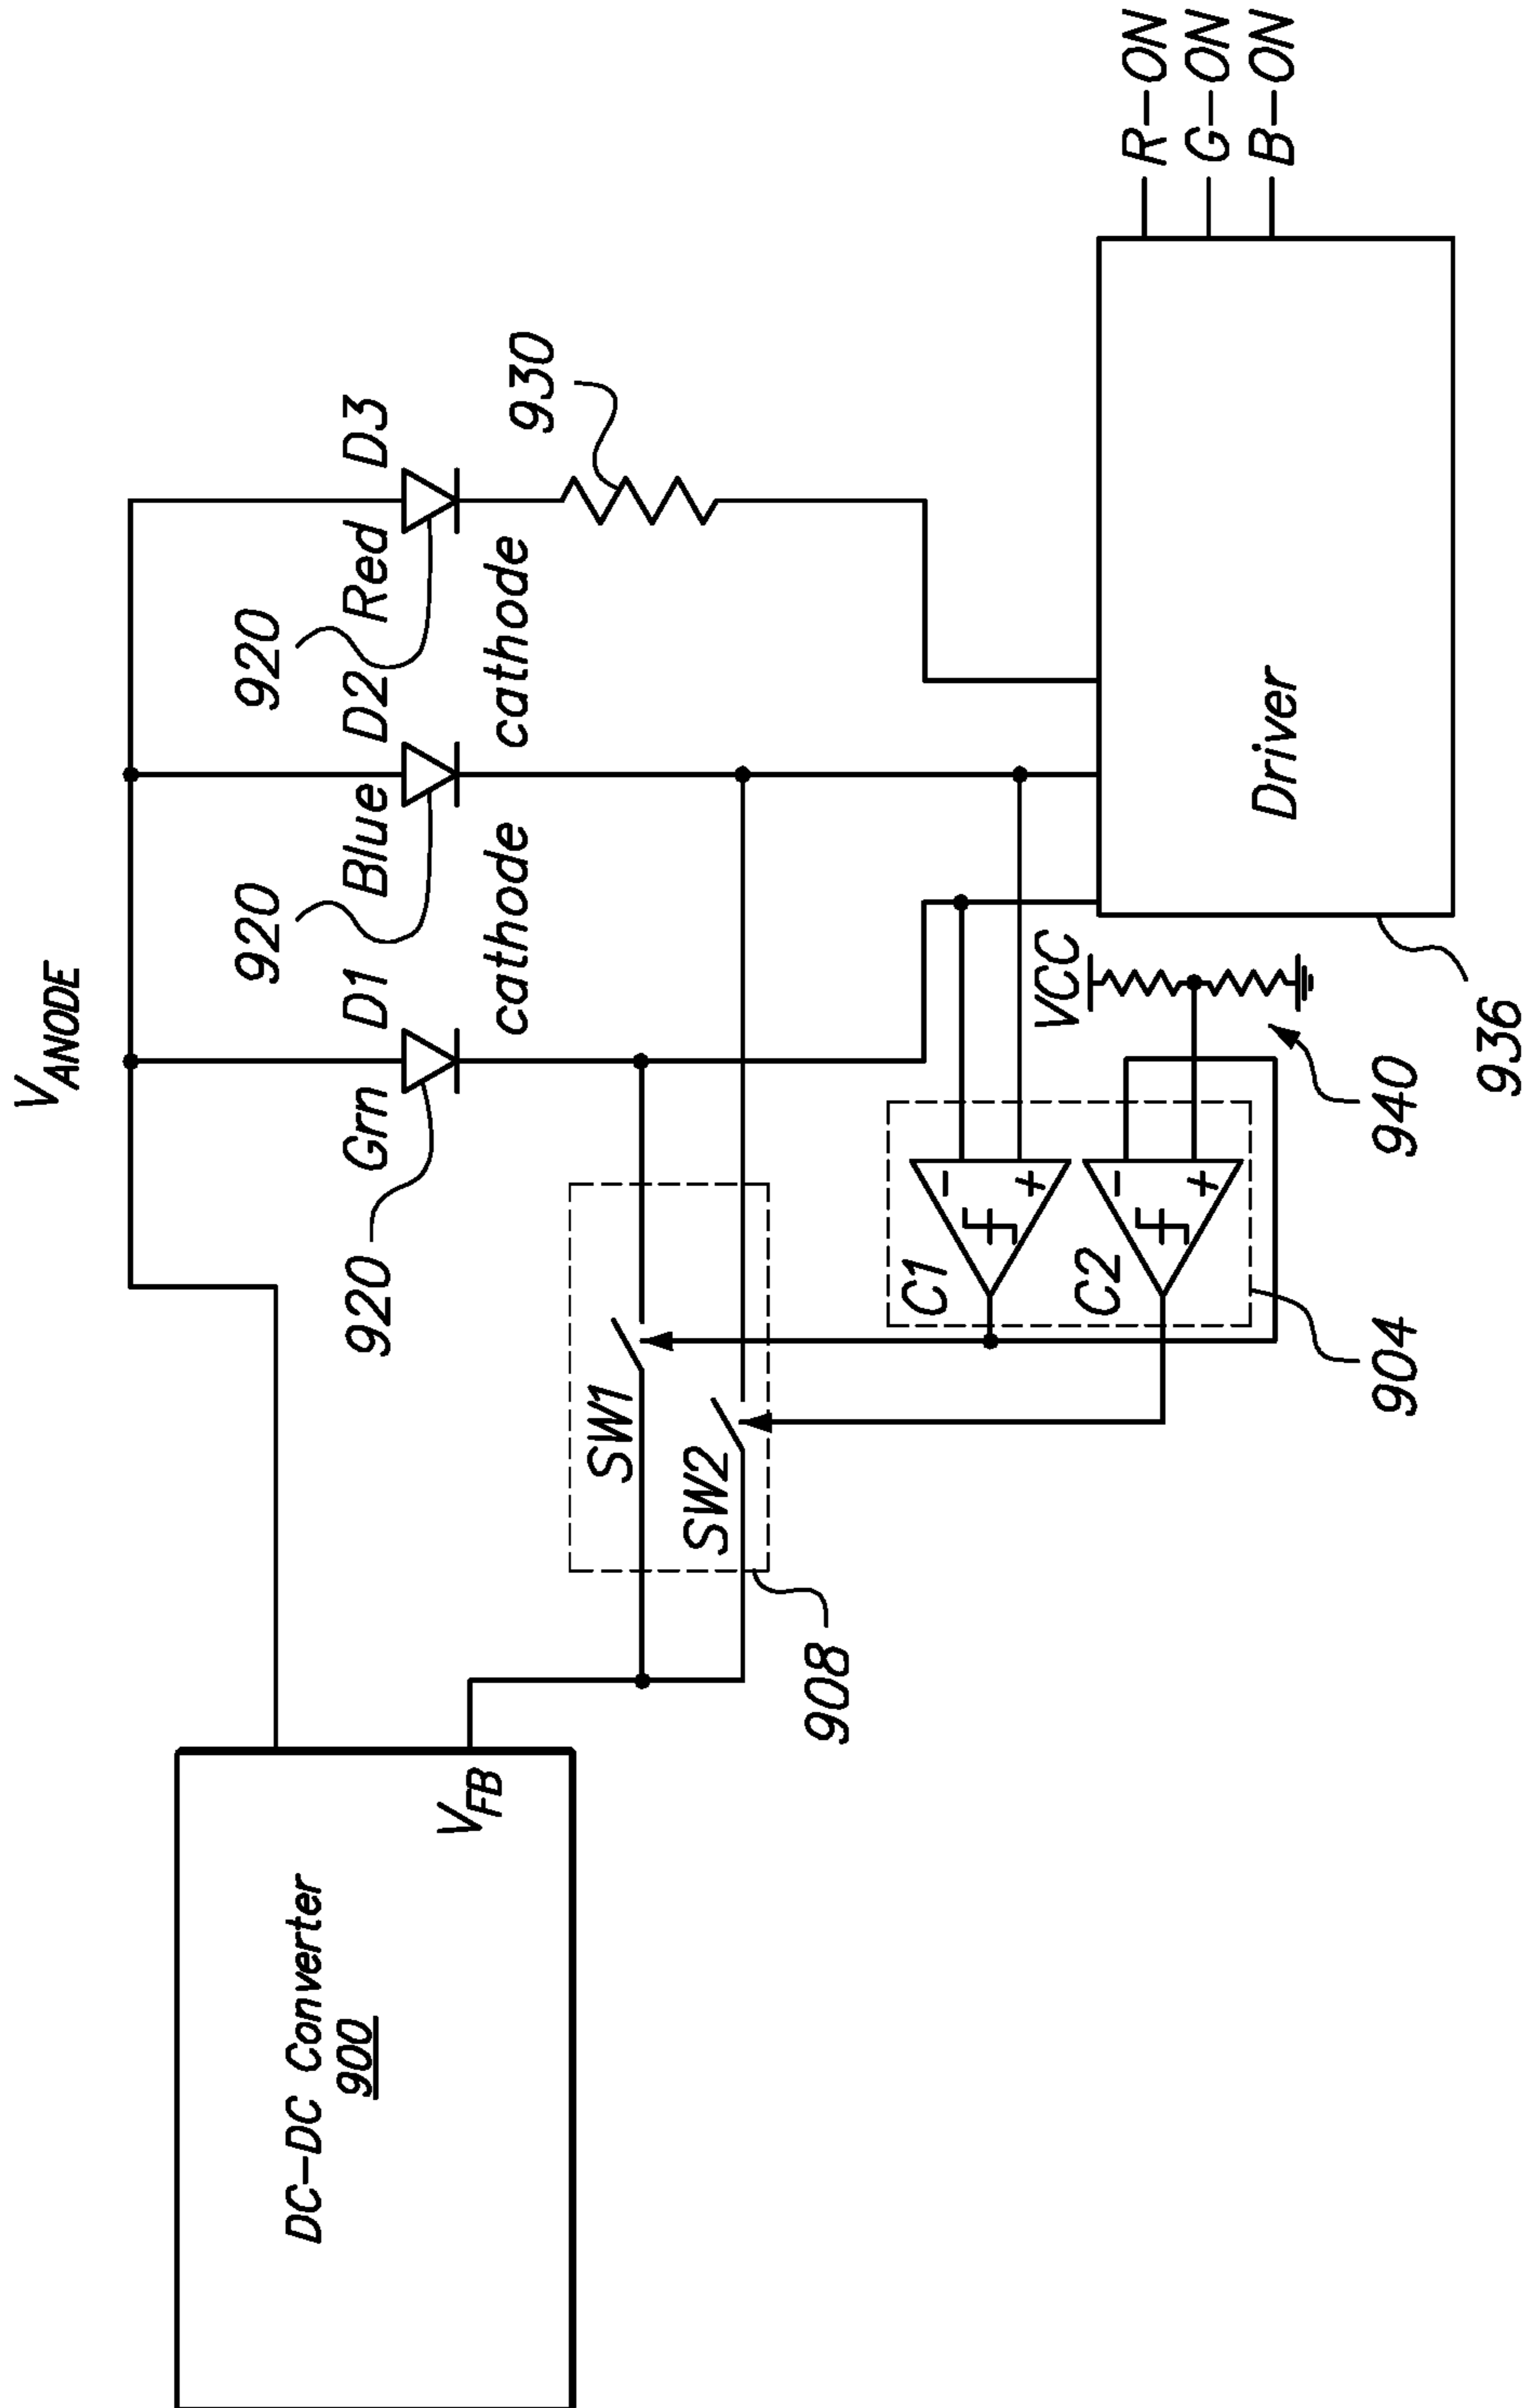 V_ANODE
DC-DC Converter
900
V_FB
920
Grn
D1
cathode
920
Blue
D2
cathode
920
Red
D3
930
SW1
SW2
908
C1
-
+
C2
-
+
904
VCC
940
Driver
936
R-ON
G-ON
B-ON